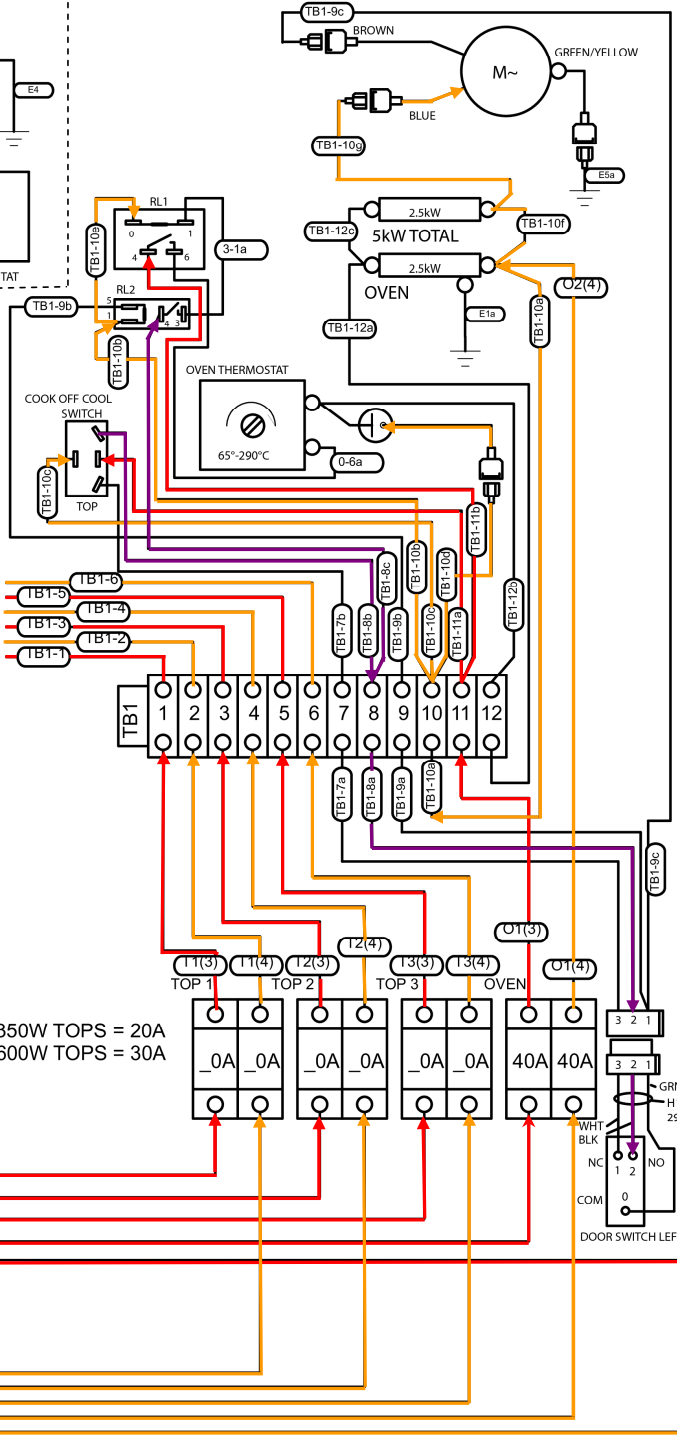 TB1-9c
BROWN
GREEN/YELLOW
M~
E4
BLUE
TB1-10g
E5a
RL1
2.5kW
TB1-12c
5kW TOTAL
TB1-10f
0
1
TB1-10e
4
6
3-1a
2.5kW
OVEN
O2(4)
TAT
RL2
TB1-9b
5
1
4
3
E1a
TB1-10a
TB1-12a
TB1-10b
OVEN THERMOSTAT
COOK OFF COOL
SWITCH
65°-290°C
0-6a
TB1-10c
TOP
TB1-11b
TB1-10b
TB1-10d
TB1-8c
TB1-6
TB1-5
TB1-4
TB1-3
TB1-2
TB1-1
TB1-7b
TB1-8b
TB1-9b
TB1-10c
TB1-11a
TB1-12b
TB1
1 2 3 4 5 6 7 8 9 10 11 12
TB1-7a
TB1-8a
TB1-9a
TB1-10a
TB1-9c
O1(3)
T2(4)
T1(3)
T1(4)
T2(3)
T3(3)
T3(4)
O1(4)
TOP 1
TOP 2
TOP 3
OVEN
350W TOPS = 20A
600W TOPS = 30A
_0A _0A _0A _0A _0A _0A 40A 40A
3 2 1
3 2 1
GRN
H
29
WHT
BLK
NC
1 2
NO
COM
0
DOOR SWITCH LEF